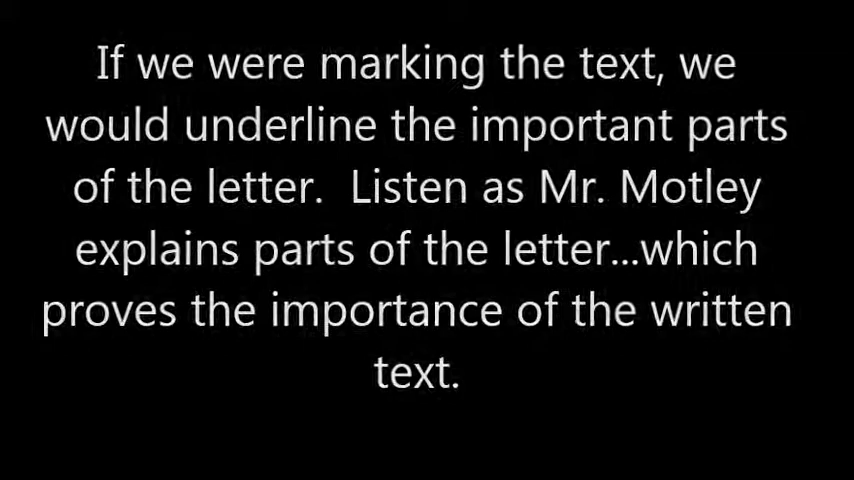 If we were marking the text, we
would underline the important parts
of the letter.  Listen as Mr. Motley
explains parts of the letter...which
proves the importance of the written
text.